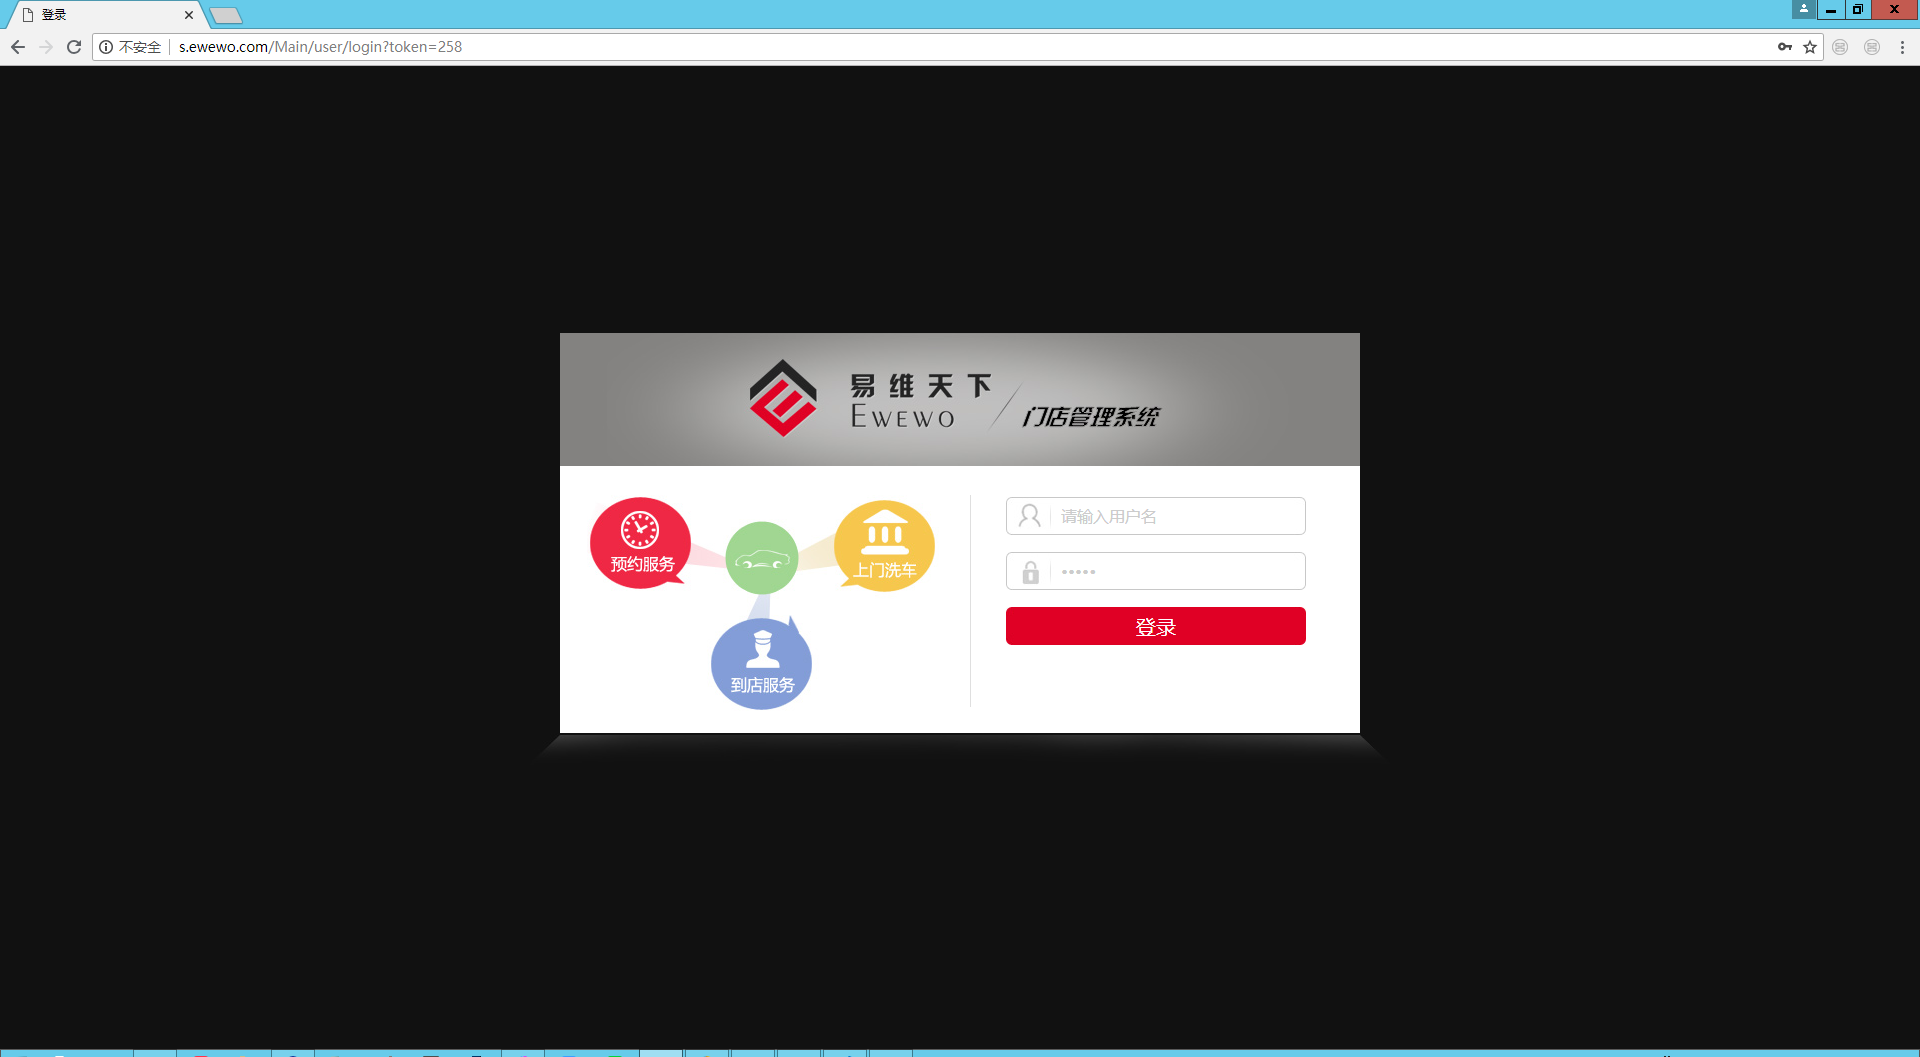 登录
不安全 s.ewewo.com/Main/user/login?token=258
易维天下
EWEWO
门店管理系统
预约服务
上门洗车
到店服务
请输入用户名
•••••
登录